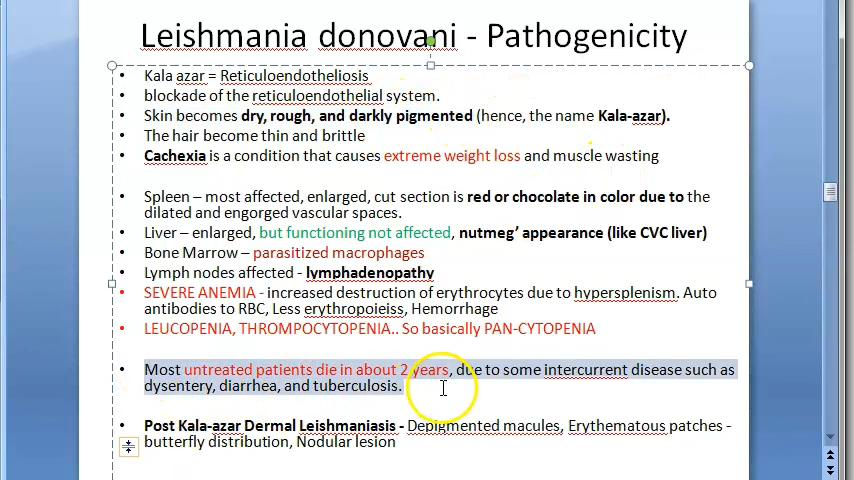 Leishmania donovani - Pathogenicity
• Kala azar = Reticuloendotheliosis
• blockade of the reticuloendothelial system.
• Skin becomes dry, rough, and darkly pigmented (hence, the name Kala-azar).
• The hair become thin and brittle
• Cachexia is a condition that causes extreme weight loss and muscle wasting
• Spleen – most affected, enlarged, cut section is red or chocolate in color due to the
dilated and engorged vascular spaces.
• Liver – enlarged, but functioning not affected, nutmeg’ appearance (like CVC liver)
• Bone Marrow – parasitized macrophages
• Lymph nodes affected - lymphadenopathy
• SEVERE ANEMIA - increased destruction of erythrocytes due to hypersplenism. Auto
antibodies to RBC, Less erythropoieiss, Hemorrhage
• LEUCOPENIA, THROMPOCYTOPENIA.. So basically PAN-CYTOPENIA
• Most untreated patients die in about 2 years, due to some intercurrent disease such as
dysentery, diarrhea, and tuberculosis.
• Post Kala-azar Dermal Leishmaniasis - Depigmented macules, Erythematous patches -
butterfly distribution, Nodular lesion